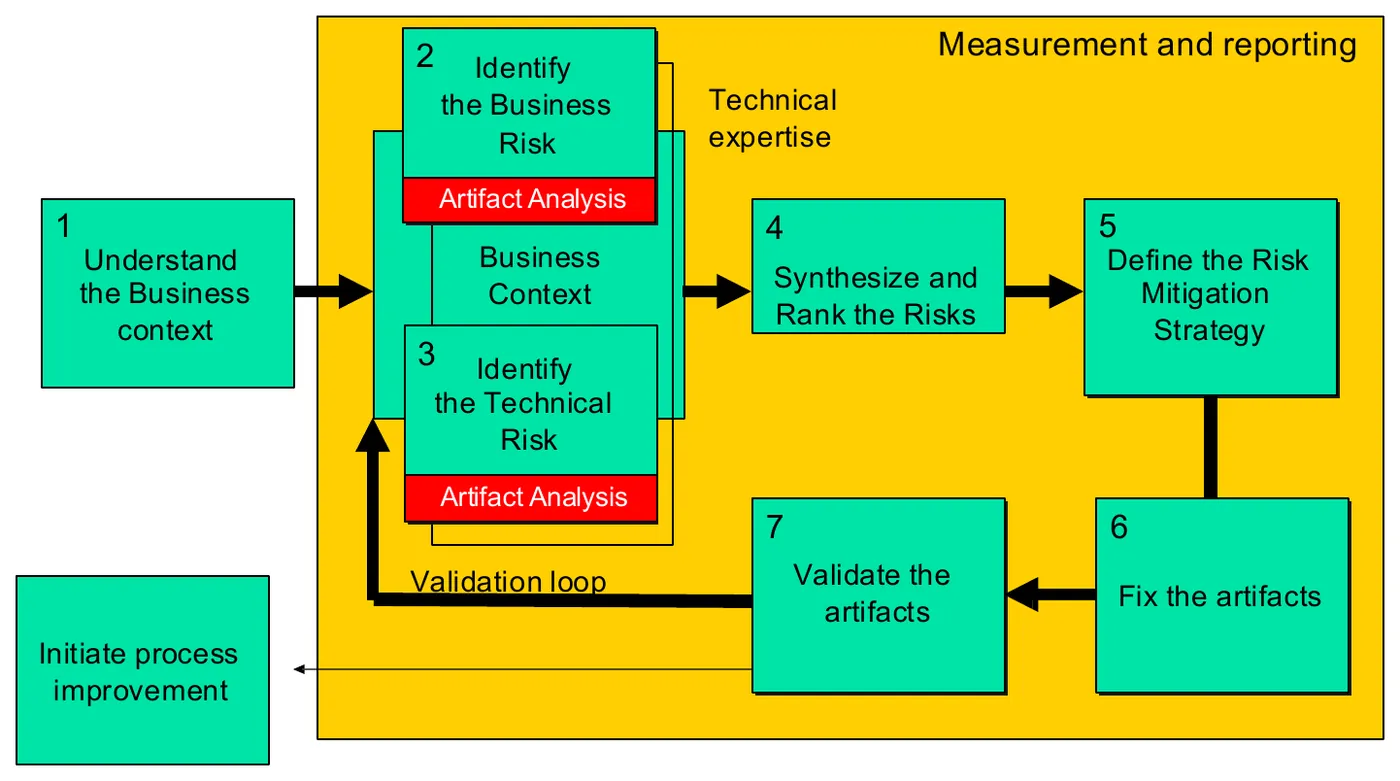 Measurement and reporting
2
Identify
the Business
Risk
Artifact Analysis
Technical
expertise
1
Understand
the Business
context
Business
Context
4
Synthesize and
Rank the Risks
5
Define the Risk
Mitigation
Strategy
3
Identify
the Technical
Risk
Artifact Analysis
Validation loop
7
Validate the
artifacts
6
Fix the artifacts
Initiate process
improvement